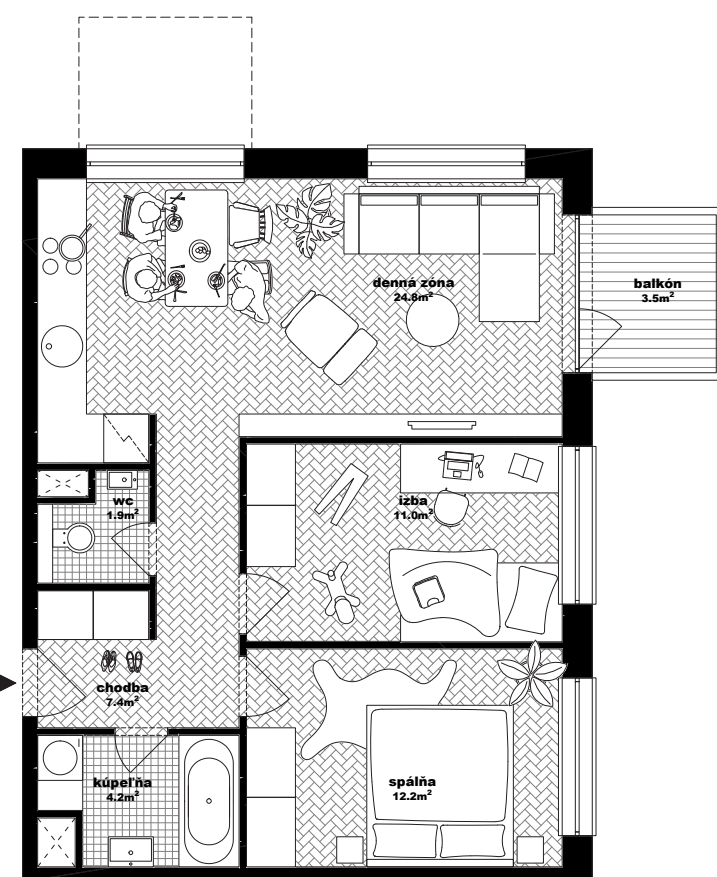 denná zóna
24.8m²
balkón
3.5m²
wc
1.9m²
izba
11.0m²
chodba
7.4m²
kúpeľňa
4.2m²
spálňa
12.2m²